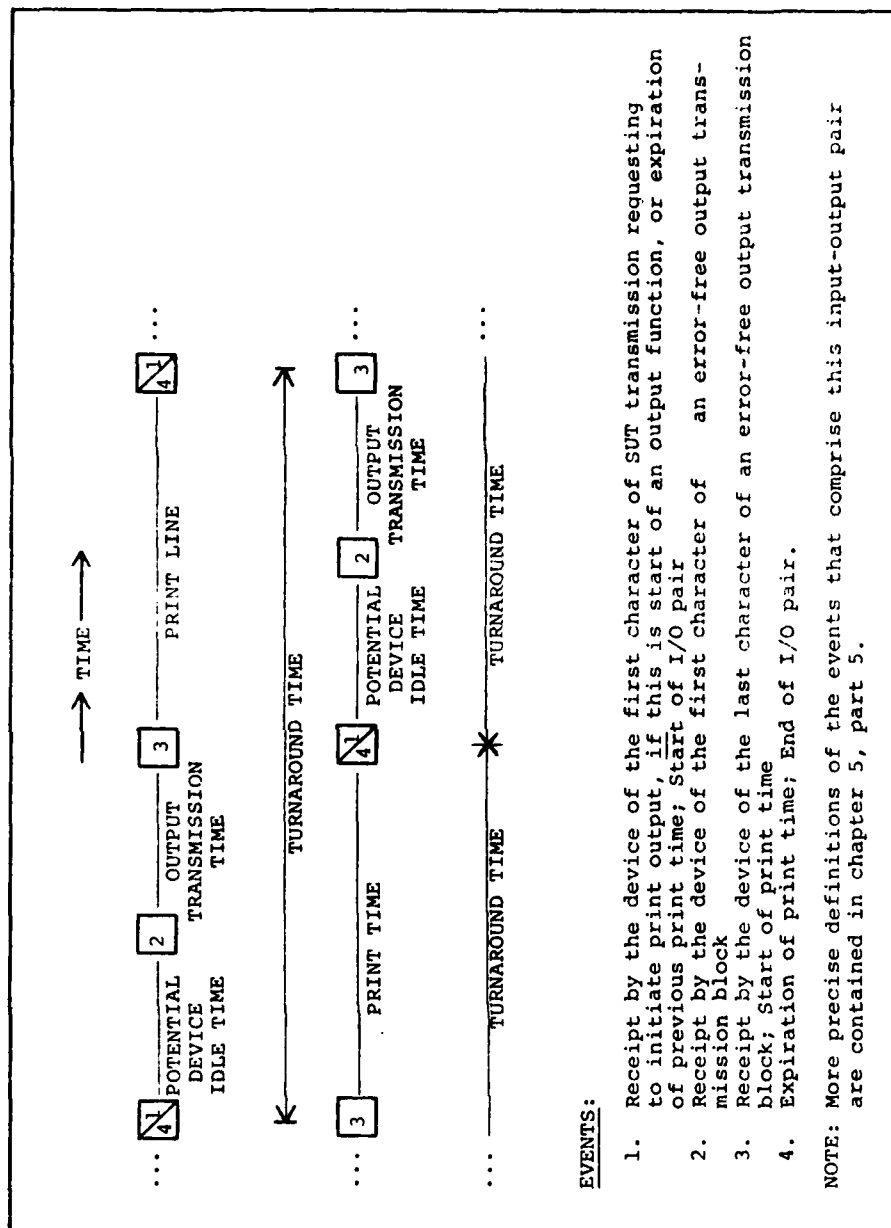 → TIME →
... 4 1 POTENTIAL DEVICE IDLE TIME 2 OUTPUT TRANSMISSION TIME 3 PRINT LINE 4 1 ...
TURNAROUND TIME
... 3 PRINT TIME 4 1 POTENTIAL DEVICE IDLE TIME 2 OUTPUT TRANSMISSION TIME 3 ...
... TURNAROUND TIME TURNAROUND TIME ...
EVENTS:
1. Receipt by the device of the first character of SUT transmission requesting
to initiate print output, if this is start of an output function, or expiration
of previous print time; Start of I/O pair
2. Receipt by the device of the first character of an error-free output trans-
mission block
3. Receipt by the device of the last character of an error-free output transmission
block; Start of print time
4. Expiration of print time; End of I/O pair.
NOTE: More precise definitions of the events that comprise this input-output pair
are contained in chapter 5, part 5.